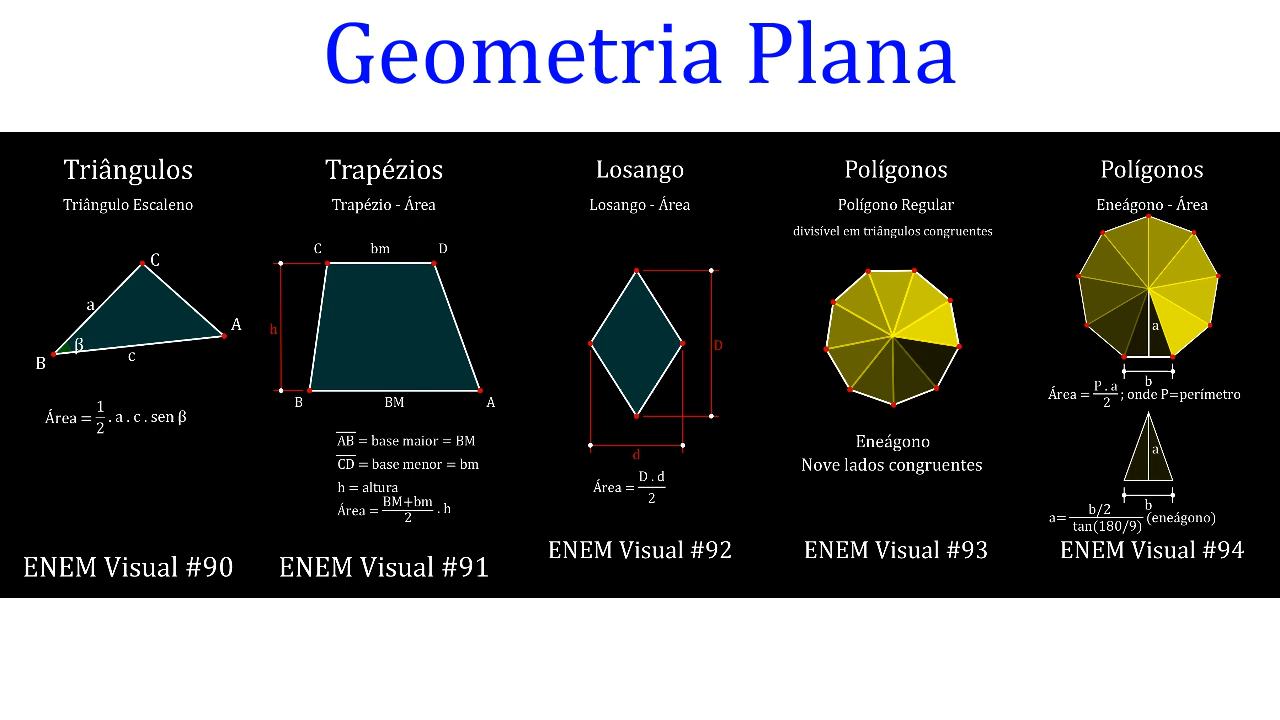 Geometria Plana
Triângulos
Triângulo Escaleno
C
a
A
β
B
c
Área = 1/2 . a . c . sen β
ENEM Visual #90
Trapézios
Trapézio - Área
C bm D
h
B BM A
AB = base maior = BM
CD = base menor = bm
h = altura
Área = BM+bm/2 . h
ENEM Visual #91
Losango
Losango - Área
D
d
Área = D . d/2
ENEM Visual #92
Polígonos
Polígono Regular
divisível em triângulos congruentes
Eneágono
Nove lados congruentes
ENEM Visual #93
Polígonos
Eneágono - Área
a
b
Área = P . a/2 ; onde P=perímetro
a
b
a= b/2/tan(180/9) (eneágono)
ENEM Visual #94